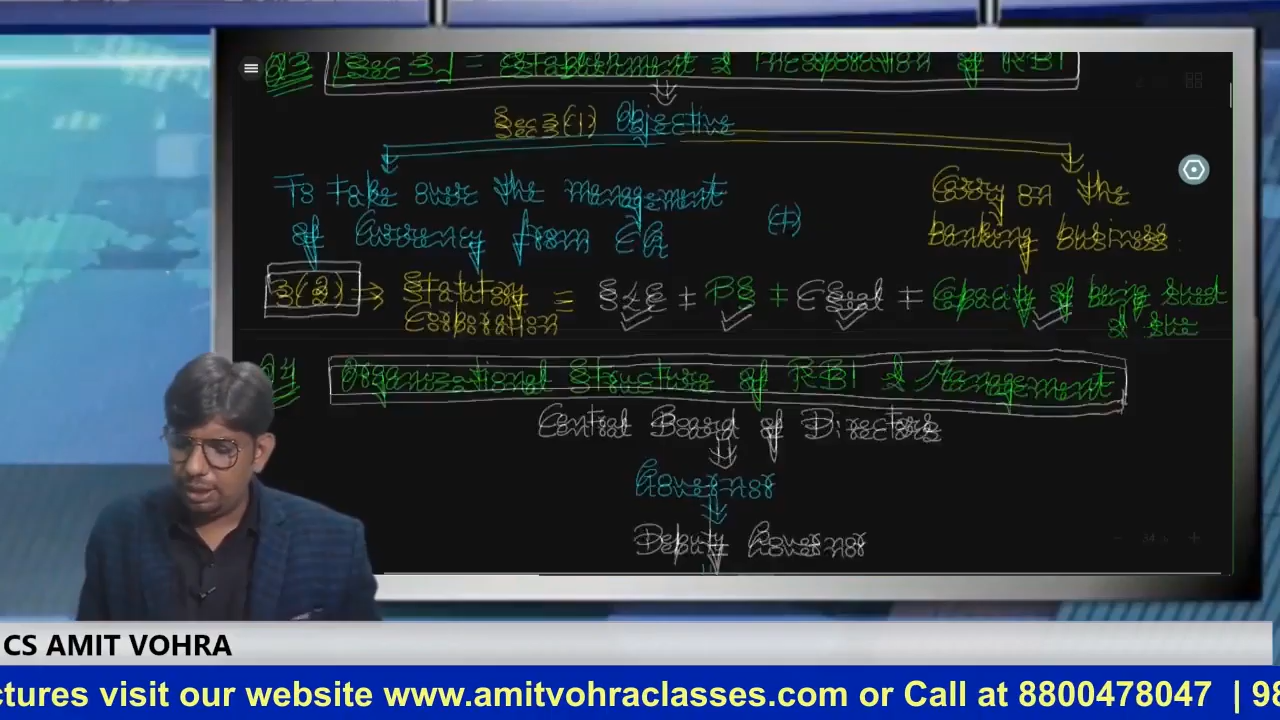 Q3 [Sec 3] = Establishment & Incorporation of RBI
Sec 3(1) Objective
To take over the management of Currency from CG
(+)
Carry on the banking business.
3(2) ⇒ Statutory Corporation = SLE + PS + CSeal + Capacity of being Sued & Sue
Q4 Organizational Structure of RBI & Management
Central Board of Directors
Governor
Deputy Governor
CS AMIT VOHRA
ctures visit our website www.amitvohraclasses.com or Call at 8800478047 | 98